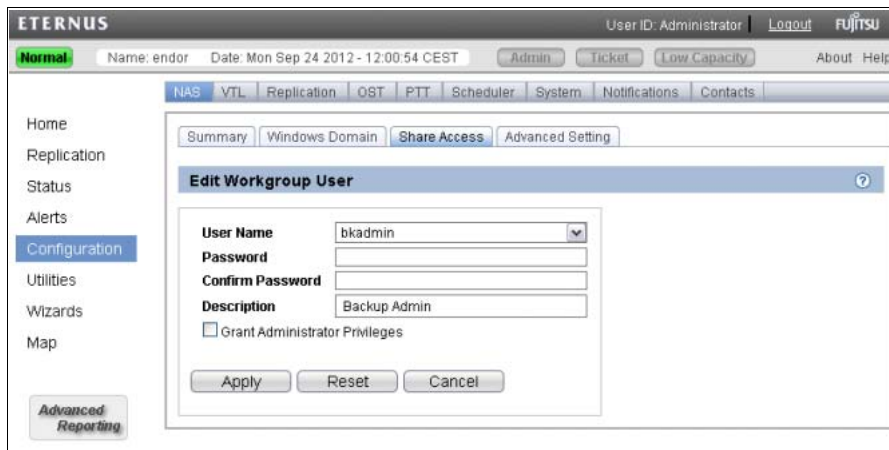 ETERNUS
User ID: Administrator Logout FUJITSU
Normal Name: endor Date: Mon Sep 24 2012 - 12:00:54 CEST Admin Ticket Low Capacity About Help
NAS VTL Replication OST PTT Scheduler System Notifications Contacts
Home
Replication
Status
Alerts
Configuration
Utilities
Wizards
Map
Advanced
Reporting
Summary Windows Domain Share Access Advanced Setting
Edit Workgroup User ?
User Name bkadmin
Password
Confirm Password
Description Backup Admin
Grant Administrator Privileges
Apply Reset Cancel